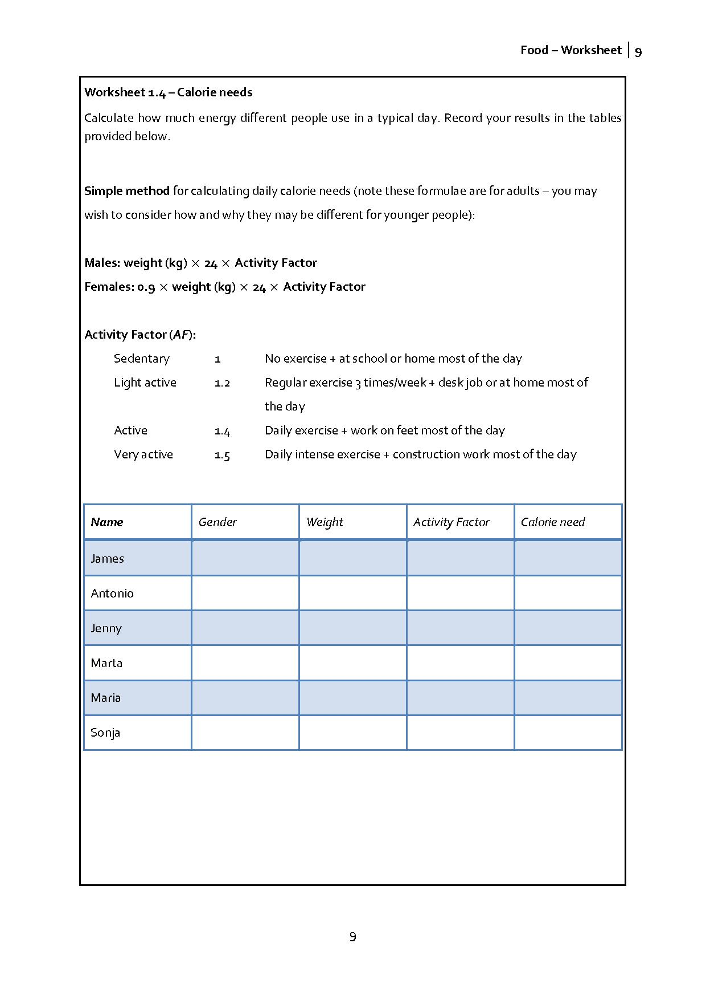 Food – Worksheet 9
Worksheet 1.4 – Calorie needs
Calculate how much energy different people use in a typical day. Record your results in the tables
provided below.
Simple method for calculating daily calorie needs (note these formulae are for adults – you may
wish to consider how and why they may be different for younger people):
Males: weight (kg) × 24 × Activity Factor
Females: 0.9 × weight (kg) × 24 × Activity Factor
Activity Factor (AF):
Sedentary 1 No exercise + at school or home most of the day
Light active 1.2 Regular exercise 3 times/week + desk job or at home most of
the day
Active 1.4 Daily exercise + work on feet most of the day
Very active 1.5 Daily intense exercise + construction work most of the day
Name Gender Weight Activity Factor Calorie need
James
Antonio
Jenny
Marta
Maria
Sonja
9